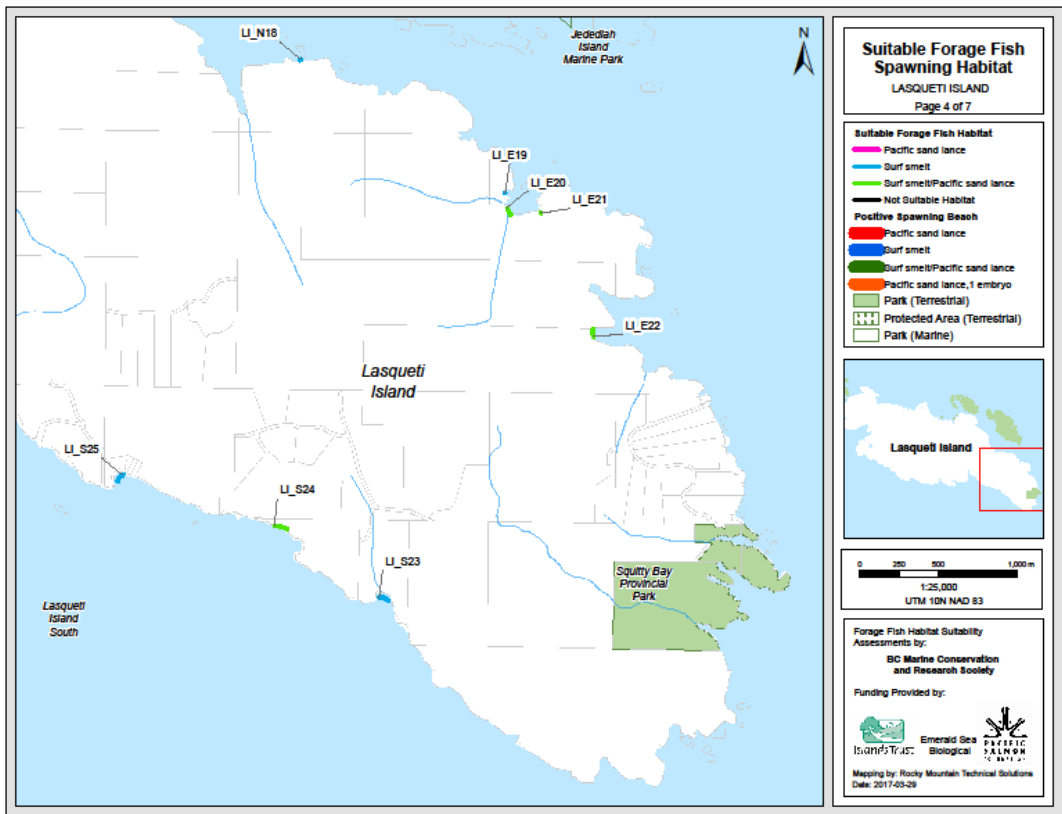 LI_N18
Jedediah
Island
Marine Park
N
LI_E19
LI_E20
LI_E21
LI_E22
Lasqueti
Island
LI_S25
LI_S24
LI_S23
Squitty Bay
Provincial
Park
Lasqueti
Island
South
Suitable Forage Fish
Spawning Habitat
LASQUETI ISLAND
Page 4 of 7
Suitable Forage Fish Habitat
Pacific sand lance
Surf smelt
Surf smelt/Pacific sand lance
Not Suitable Habitat
Positive Spawning Beach
Pacific sand lance
Surf smelt
Surf smelt/Pacific sand lance
Pacific sand lance,1 embryo
Park (Terrestrial)
Protected Area (Terrestrial)
Park (Marine)
Lasqueti Island
0 250 500 1,000 m
1:25,000
UTM 10N NAD 83
Forage Fish Habitat Suitability
Assessments by:
BC Marine Conservation
and Research Society
Funding Provided by:
Islands Trust
Emerald Sea
Biological
PACIFIC
SALMON
Mapping by: Rocky Mountain Technical Solutions
Date: 2017-03-29